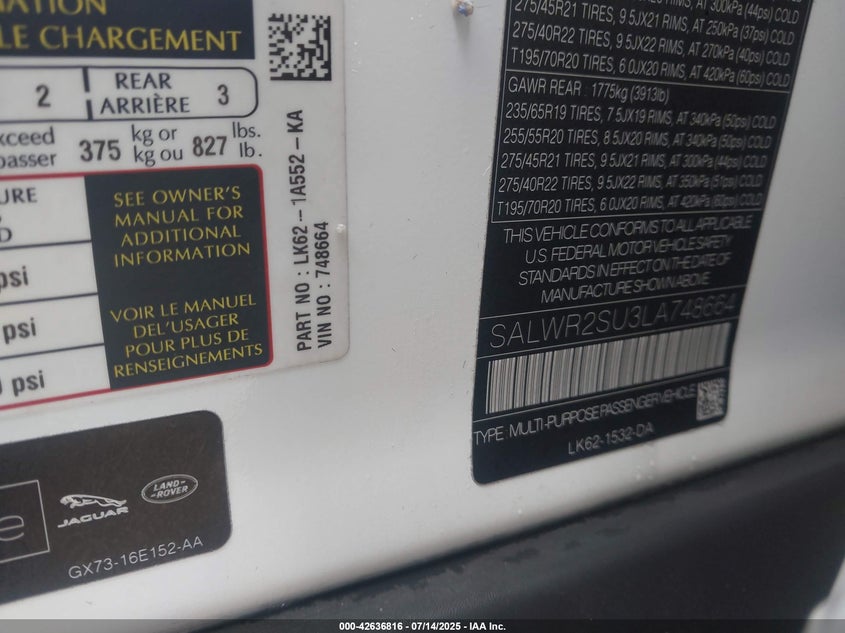 MATION
LE CHARGEMENT
2 REAR ARRIÈRE 3
xceed
passer 375 kg or kg ou 827 lbs. lb.
URE
D
psi
psi
psi
SEE OWNER'S
MANUAL FOR
ADDITIONAL
INFORMATION
VOIR LE MANUEL
DEL'USAGER
POUR PLUS DE
RENSEIGNEMENTS
PART NO : LK62 - 1A552 - KA
VIN NO : 748664
e
JAGUAR
LAND-ROVER
GX73-16E152-AA
RIMS, AT 300kPa (44psi) COLD
275/45R21 TIRES, 9.5JX21 RIMS, AT 250kPa (37psi) COLD
275/40R22 TIRES, 9.5JX22 RIMS, AT 270kPa (40psi) COLD
T195/70R20 TIRES, 6.0JX20 RIMS, AT 420kPa (60psi) COLD
GAWR REAR : 1775kg (3913lb)
235/65R19 TIRES, 7.5JX19 RIMS, AT 340kPa (50psi) COLD
255/55R20 TIRES, 8.5JX20 RIMS, AT 340kPa (50psi) COLD
275/45R21 TIRES, 9.5JX21 RIMS, AT 300kPa (44psi) COLD
275/40R22 TIRES, 9.5JX22 RIMS, AT 350kPa (51psi) COLD
T195/70R20 TIRES, 6.0JX20 RIMS, AT 420kPa (60psi) COLD
THIS VEHICLE CONFORMS TO ALL APPLICABLE
U.S. FEDERAL MOTOR VEHICLE SAFETY
STANDARDS IN EFFECT ON THE DATE OF
MANUFACTURE SHOWN ABOVE
SALWR2SU3LA748664
TYPE: MULTI-PURPOSE PASSENGER VEHICLE
LK62-1532-DA
000-42636816 - 07/14/2025 - IAA Inc.